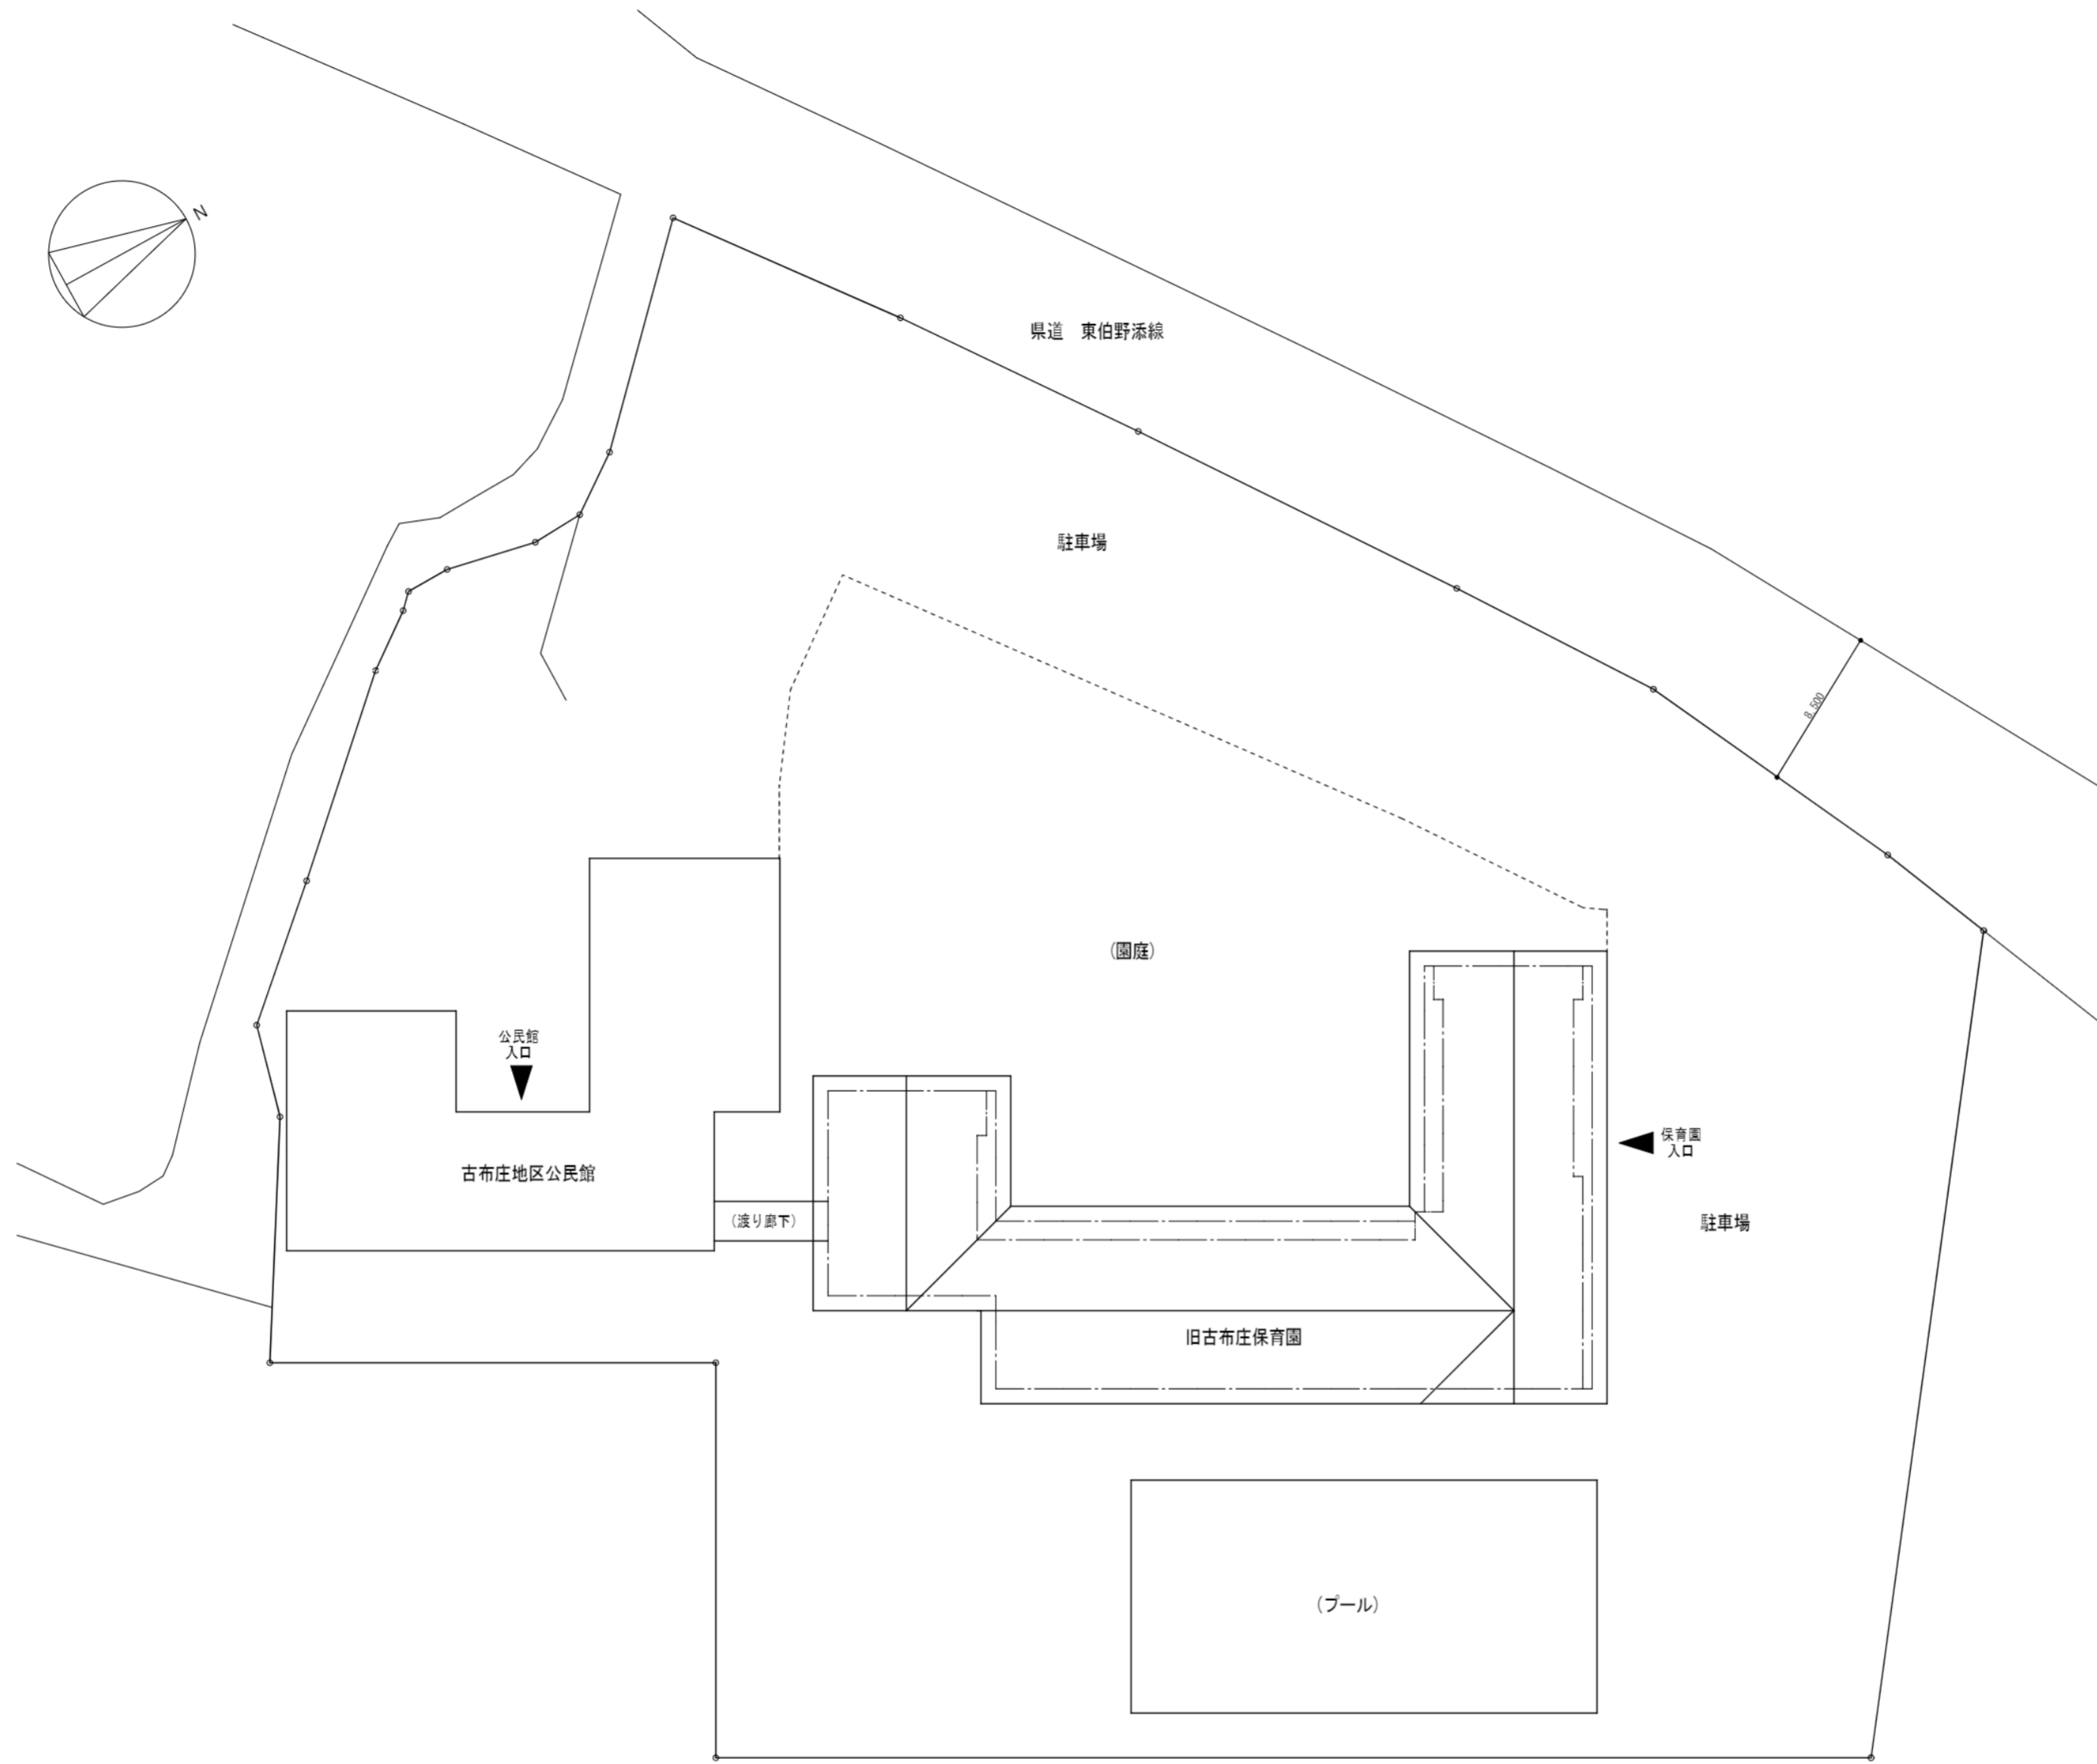 N
県道　東伯野添線
駐車場
8,500
(園庭)
公民館
入口
保育園
入口
古布庄地区公民館
(渡り廊下)
駐車場
旧古布庄保育園
(プール)